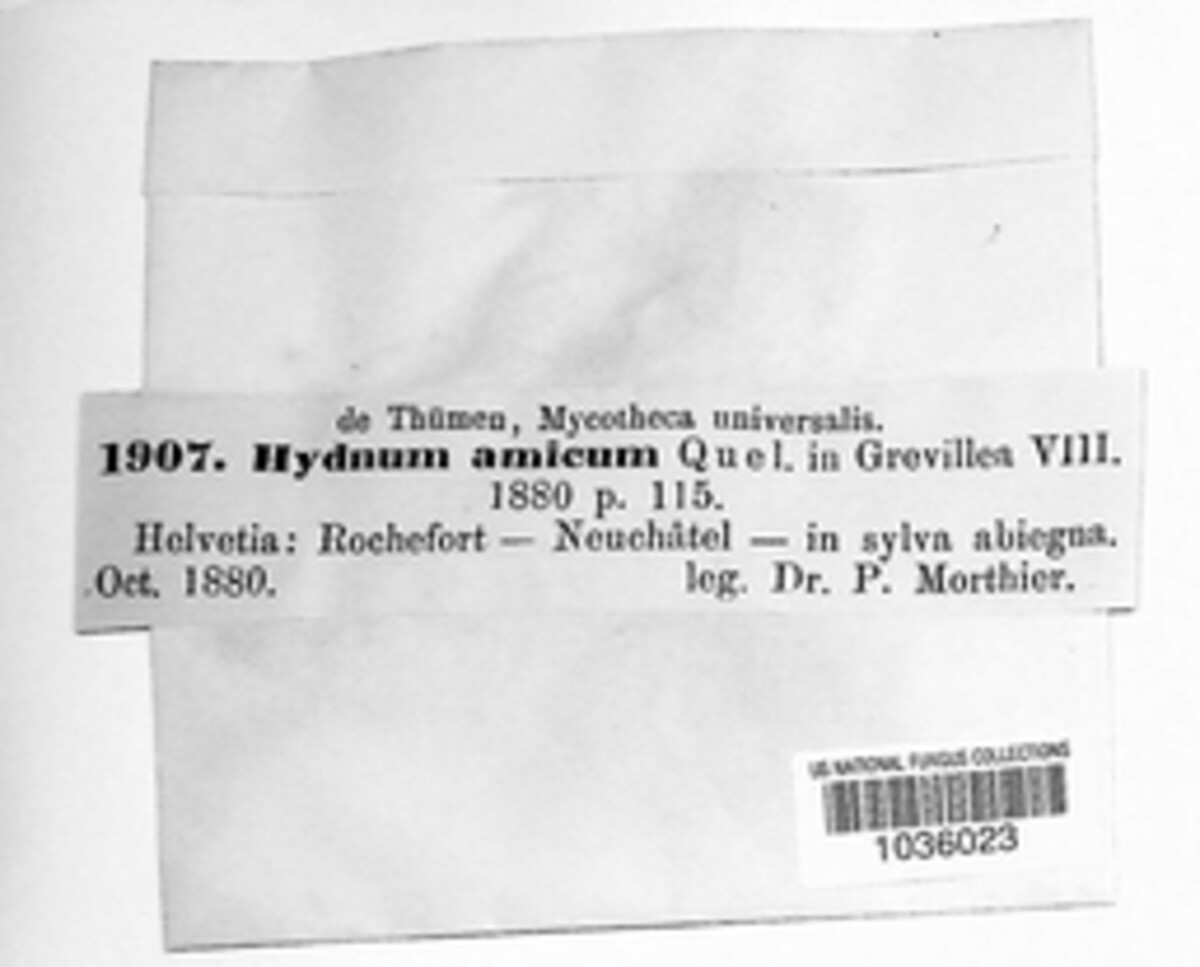 de Thümen, Mycotheca universalis.
1907. Hydnum amicum Quel. in Grevillea VIII.
1880 p. 115.
Helvetia: Rochefort — Neuchâtel — in sylva abiegna.
Oct. 1880. leg. Dr. P. Morthier.
US NATIONAL FUNGUS COLLECTIONS
1036023